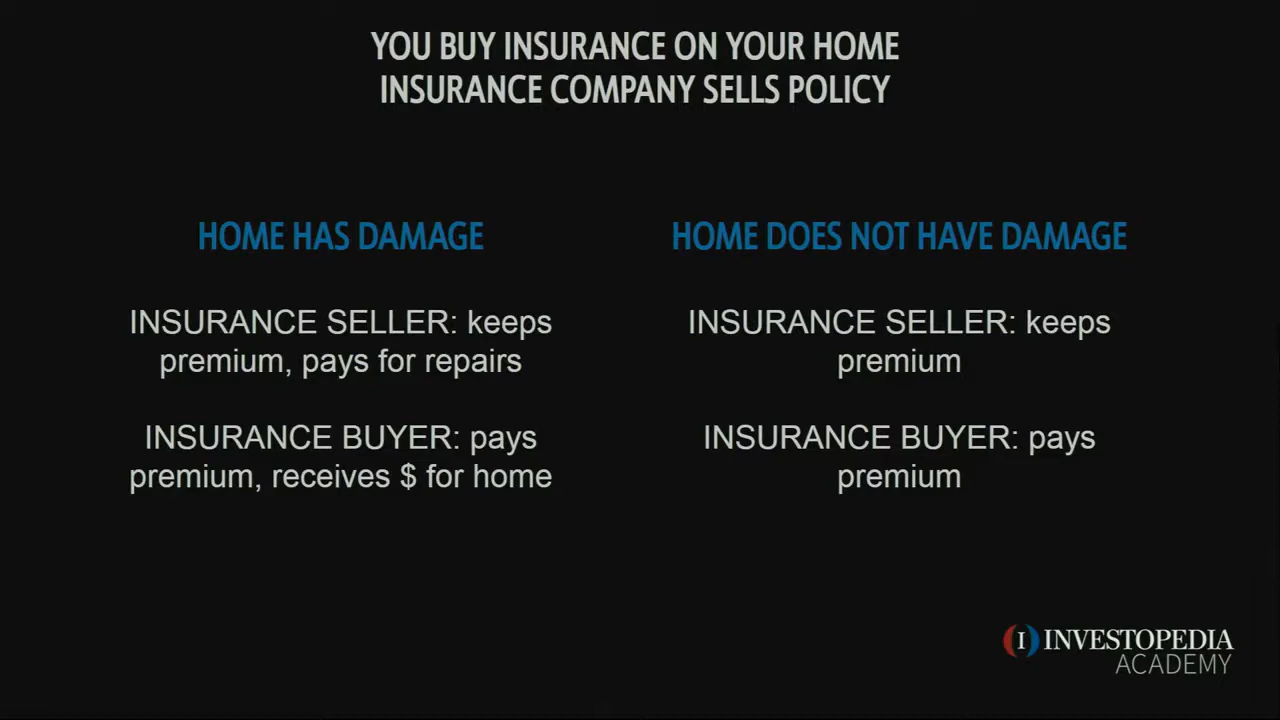 YOU BUY INSURANCE ON YOUR HOME
INSURANCE COMPANY SELLS POLICY
HOME HAS DAMAGE
INSURANCE SELLER: keeps
premium, pays for repairs
INSURANCE BUYER: pays
premium, receives $ for home
HOME DOES NOT HAVE DAMAGE
INSURANCE SELLER: keeps
premium
INSURANCE BUYER: pays
premium
I INVESTOPEDIA
ACADEMY